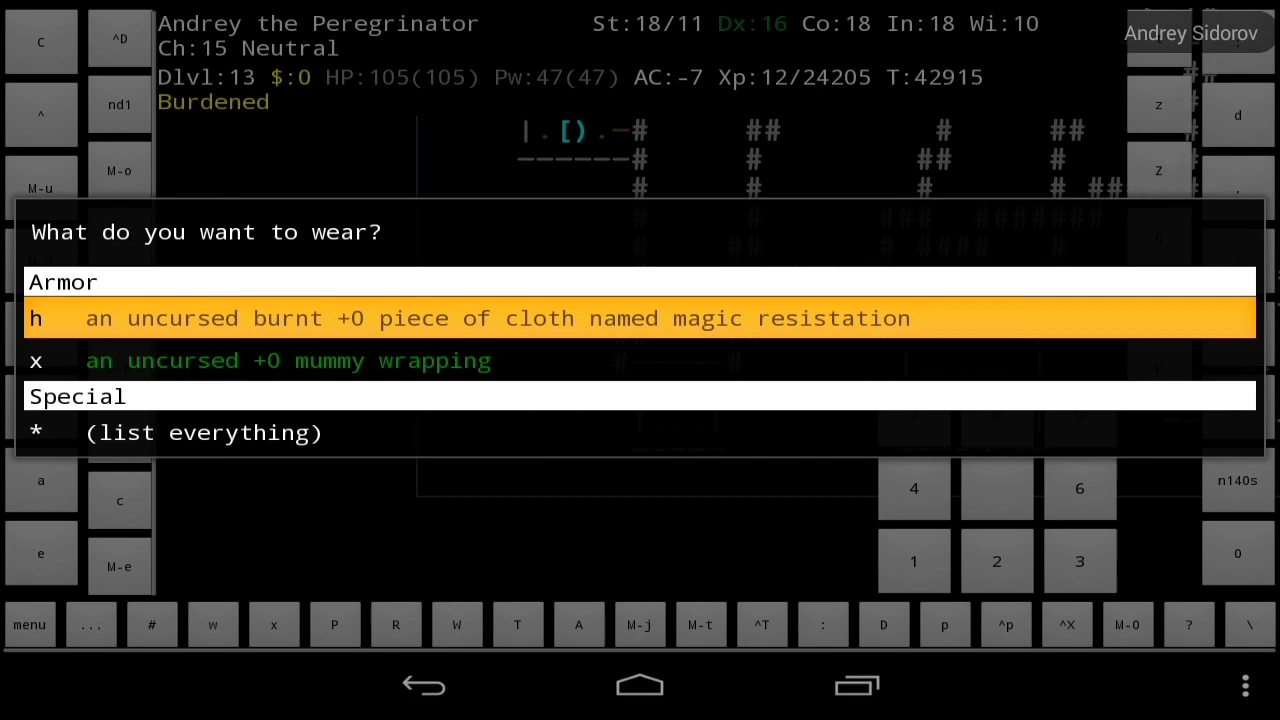 Andrey the Peregrinator St:18/11 Dx:16 Co:18 In:18 Wi:10
Ch:15 Neutral
Dlvl:13 $:0 HP:105(105) Pw:47(47) AC:-7 Xp:12/24205 T:42915
Burdened
Andrey Sidorov
c ^D
^ nd1 z d
M-u M-o Z
|.[).-# ## # ##
-------# # ## #
# # # # ##
What do you want to wear?
Armor
h an uncursed burnt +0 piece of cloth named magic resistation
x an uncursed +0 mummy wrapping
Special
* (list everything)
a c 4 6 n140s
e M-e 1 2 3 0
menu ... # w x P R W T A M-j M-t ^T : D p ^p ^X M-O ? \